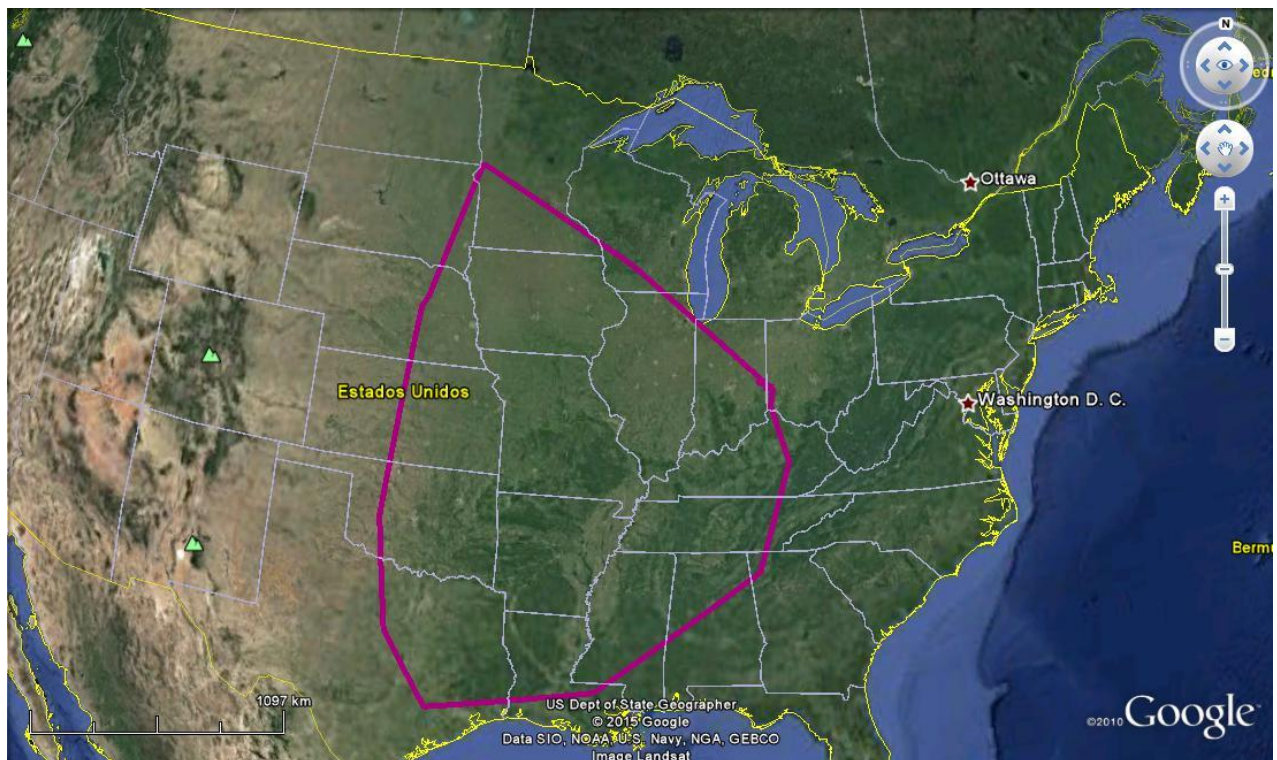 N
Ottawa
Estados Unidos
Washington D. C.
1097 km
US Dept of State Geographer
© 2015 Google
Data SIO, NOAA, U.S. Navy, NGA, GEBCO
Image Landsat
©2010 Google